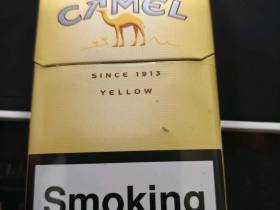 CAMEL
SINCE 1913
YELLOW
Smoking